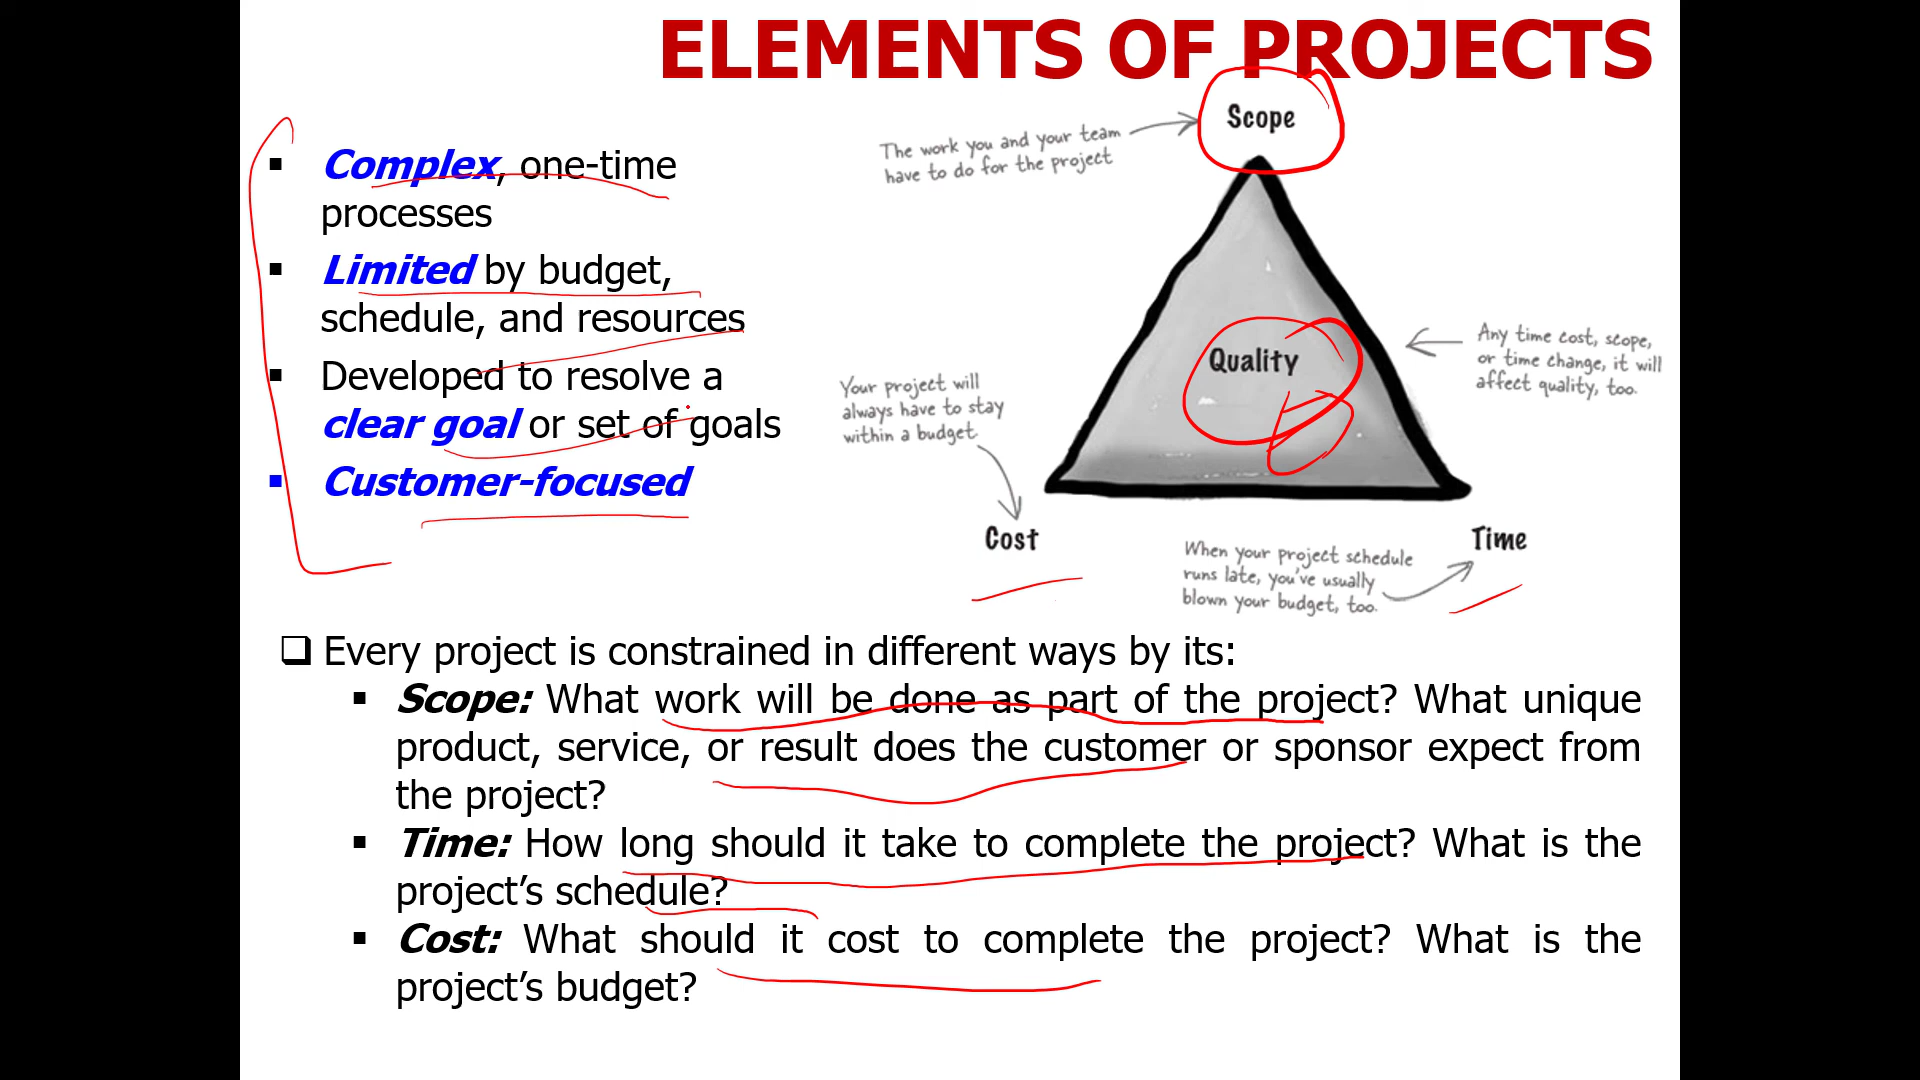 ELEMENTS OF PROJECTS
▪ Complex, one-time
processes
▪ Limited by budget,
schedule, and resources
▪ Developed to resolve a
clear goal or set of goals
▪ Customer-focused
Scope
The work you and your team
have to do for the project
Quality
Any time cost, scope,
or time change, it will
affect quality, too.
Your project will
always have to stay
within a budget.
Cost
Time
When your project schedule
runs late, you've usually
blown your budget, too.
❑ Every project is constrained in different ways by its:
▪ Scope: What work will be done as part of the project? What unique
product, service, or result does the customer or sponsor expect from
the project?
▪ Time: How long should it take to complete the project? What is the
project’s schedule?
▪ Cost: What should it cost to complete the project? What is the
project’s budget?